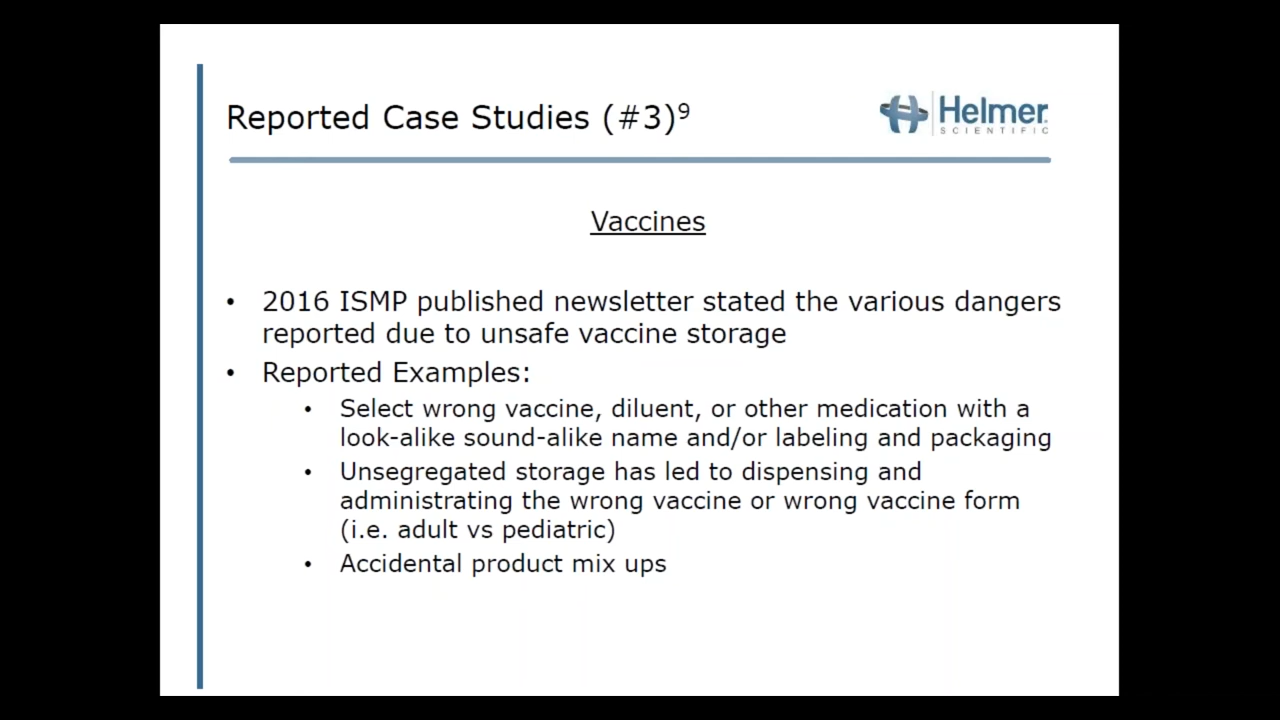 Reported Case Studies (#3)9
Helmer
SCIENTIFIC
Vaccines
• 2016 ISMP published newsletter stated the various dangers
reported due to unsafe vaccine storage
• Reported Examples:
• Select wrong vaccine, diluent, or other medication with a
look-alike sound-alike name and/or labeling and packaging
• Unsegregated storage has led to dispensing and
administrating the wrong vaccine or wrong vaccine form
(i.e. adult vs pediatric)
• Accidental product mix ups